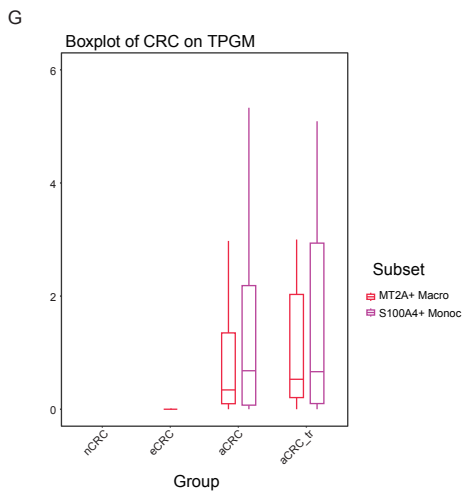 G
Boxplot of CRC on TPGM
6
4
2
0
nCRC
eCRC
aCRC
aCRC_tr
Group
Subset
MT2A+ Macro
S100A4+ Monoc